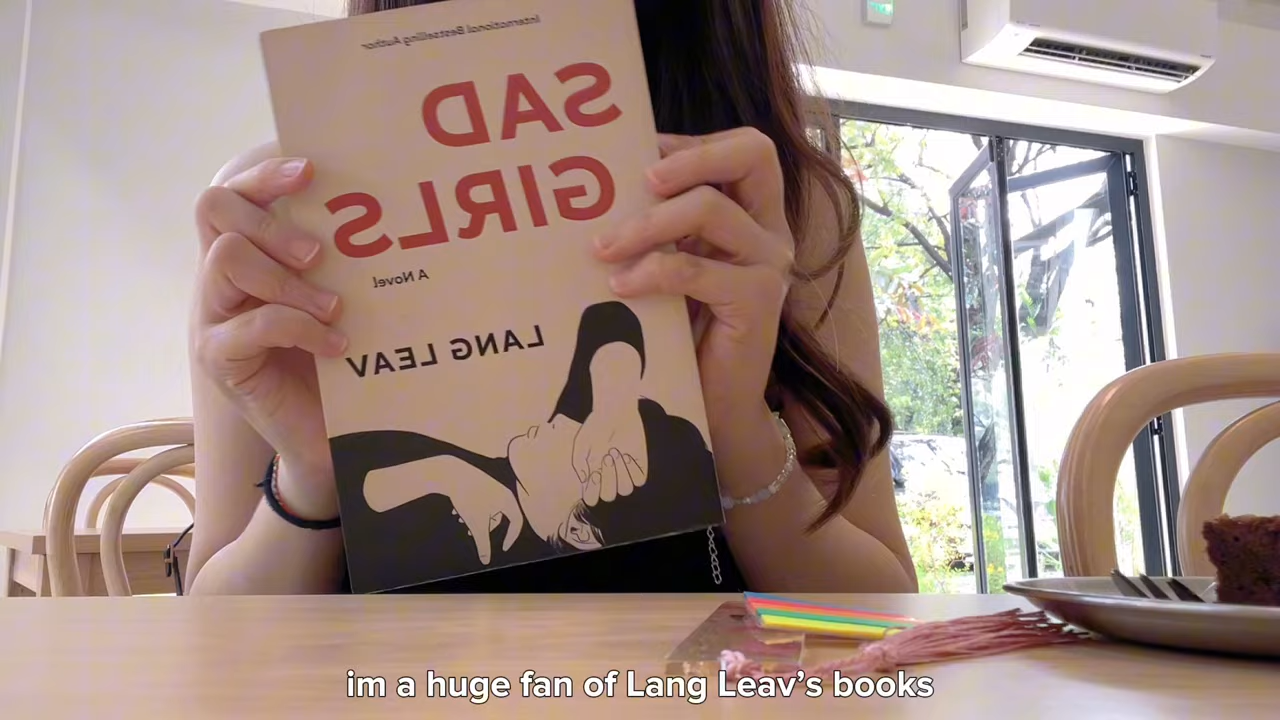 International Bestselling Author
SAD
GIRLS
A Novel
LANG LEAV
im a huge fan of Lang Leav’s books